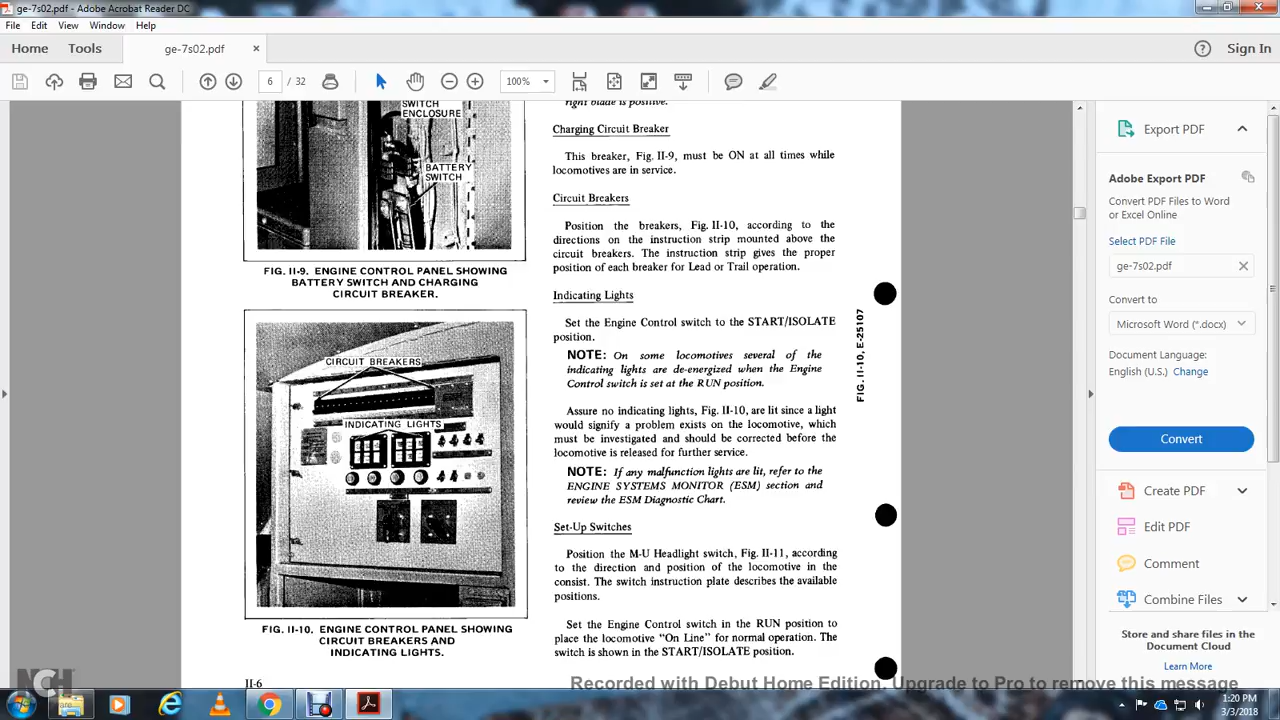 ge-7s02.pdf - Adobe Acrobat Reader DC
File Edit View Window Help
Home Tools ge-7s02.pdf × Sign In
6 / 32 100%
SWITCH
ENCLOSURE
BATTERY
SWITCH
FIG. II-9. ENGINE CONTROL PANEL SHOWING
BATTERY SWITCH AND CHARGING
CIRCUIT BREAKER.
CIRCUIT BREAKERS
INDICATING LIGHTS
FIG. II-10. ENGINE CONTROL PANEL SHOWING
CIRCUIT BREAKERS AND
INDICATING LIGHTS.
II-6
right blade is positive.
Charging Circuit Breaker
This breaker, Fig. II-9, must be ON at all times while
locomotives are in service.
Circuit Breakers
Position the breakers, Fig. II-10, according to the
directions on the instruction strip mounted above the
circuit breakers. The instruction strip gives the proper
position of each breaker for Lead or Trail operation.
Indicating Lights
Set the Engine Control switch to the START/ISOLATE
position.
NOTE: On some locomotives several of the
indicating lights are de-energized when the Engine
Control switch is set at the RUN position.
Assure no indicating lights, Fig. II-10, are lit since a light
would signify a problem exists on the locomotive, which
must be investigated and should be corrected before the
locomotive is released for further service.
NOTE: If any malfunction lights are lit, refer to the
ENGINE SYSTEMS MONITOR (ESM) section and
review the ESM Diagnostic Chart.
Set-Up Switches
Position the M-U Headlight switch, Fig. II-11, according
to the direction and position of the locomotive in the
consist. The switch instruction plate describes the available
positions.
Set the Engine Control switch in the RUN position to
place the locomotive “On Line” for normal operation. The
switch is shown in the START/ISOLATE position.
FIG. II-10, E-25107
Export PDF
Adobe Export PDF
Convert PDF Files to Word
or Excel Online
Select PDF File
ge-7s02.pdf
Convert to
Microsoft Word (*.docx)
Document Language:
English (U.S.) Change
Convert
Create PDF
Edit PDF
Comment
Combine Files
Store and share files in the
Document Cloud
Learn More
NCH
Recorded with Debut Home Edition. Upgrade to Pro to remove this message
1:20 PM
3/3/2018